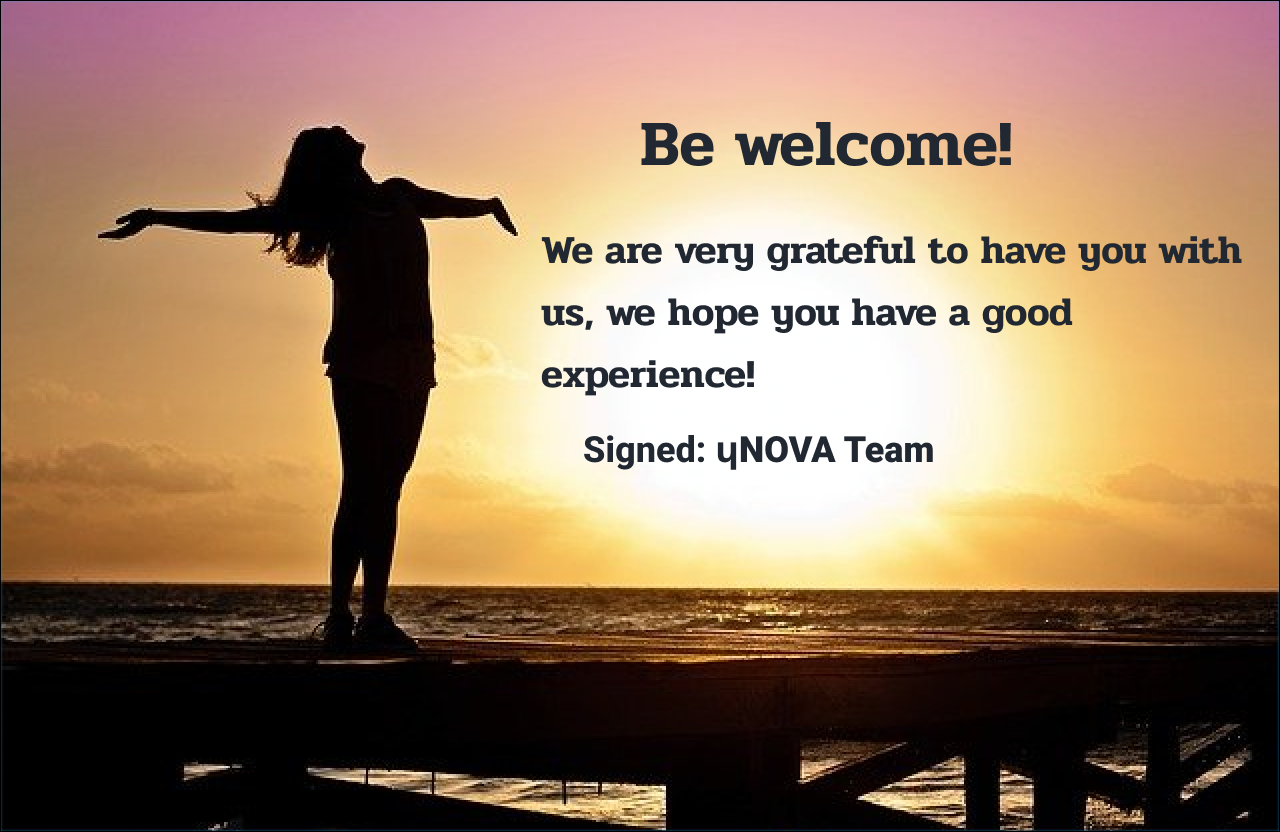 Be welcome!
We are very grateful to have you with
us, we hope you have a good
experience!
Signed: ɥNOVA Team